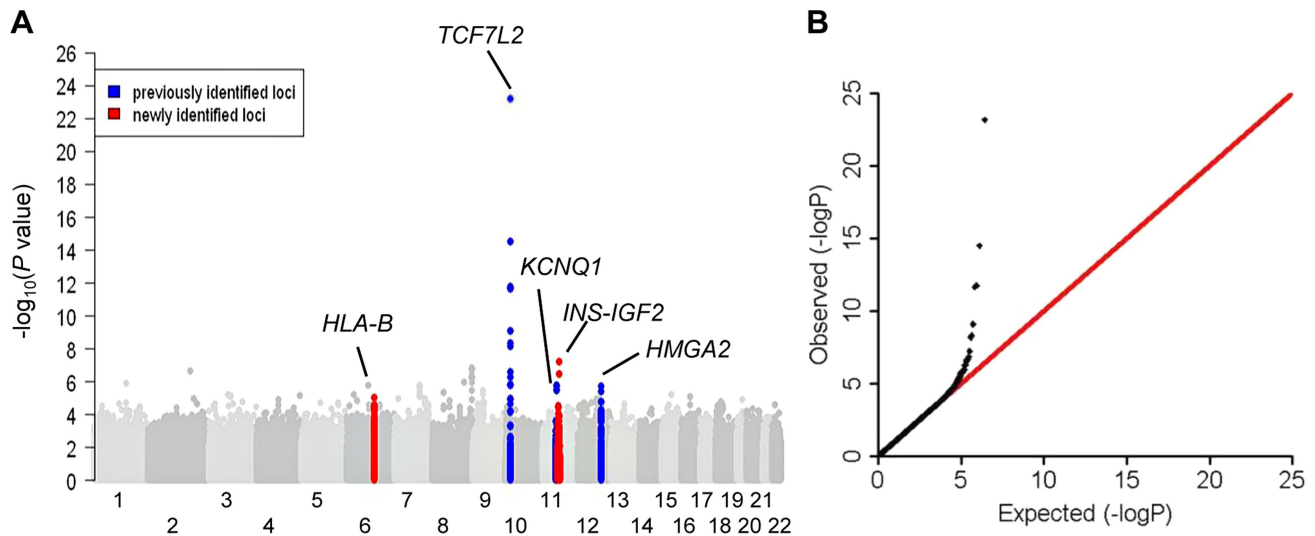 A
B
TCF7L2
26
24
22
20
18
16
14
12
10
8
6
4
2
0
-log10(P value)
previously identified loci
newly identified loci
HLA-B
KCNQ1
INS-IGF2
HMGA2
1 3 5 7 9 11 13 15 17 19 21
2 4 6 8 10 12 14 16 18 20 22
25
20
15
10
5
0
Observed (-logP)
0 5 10 15 20 25
Expected (-logP)